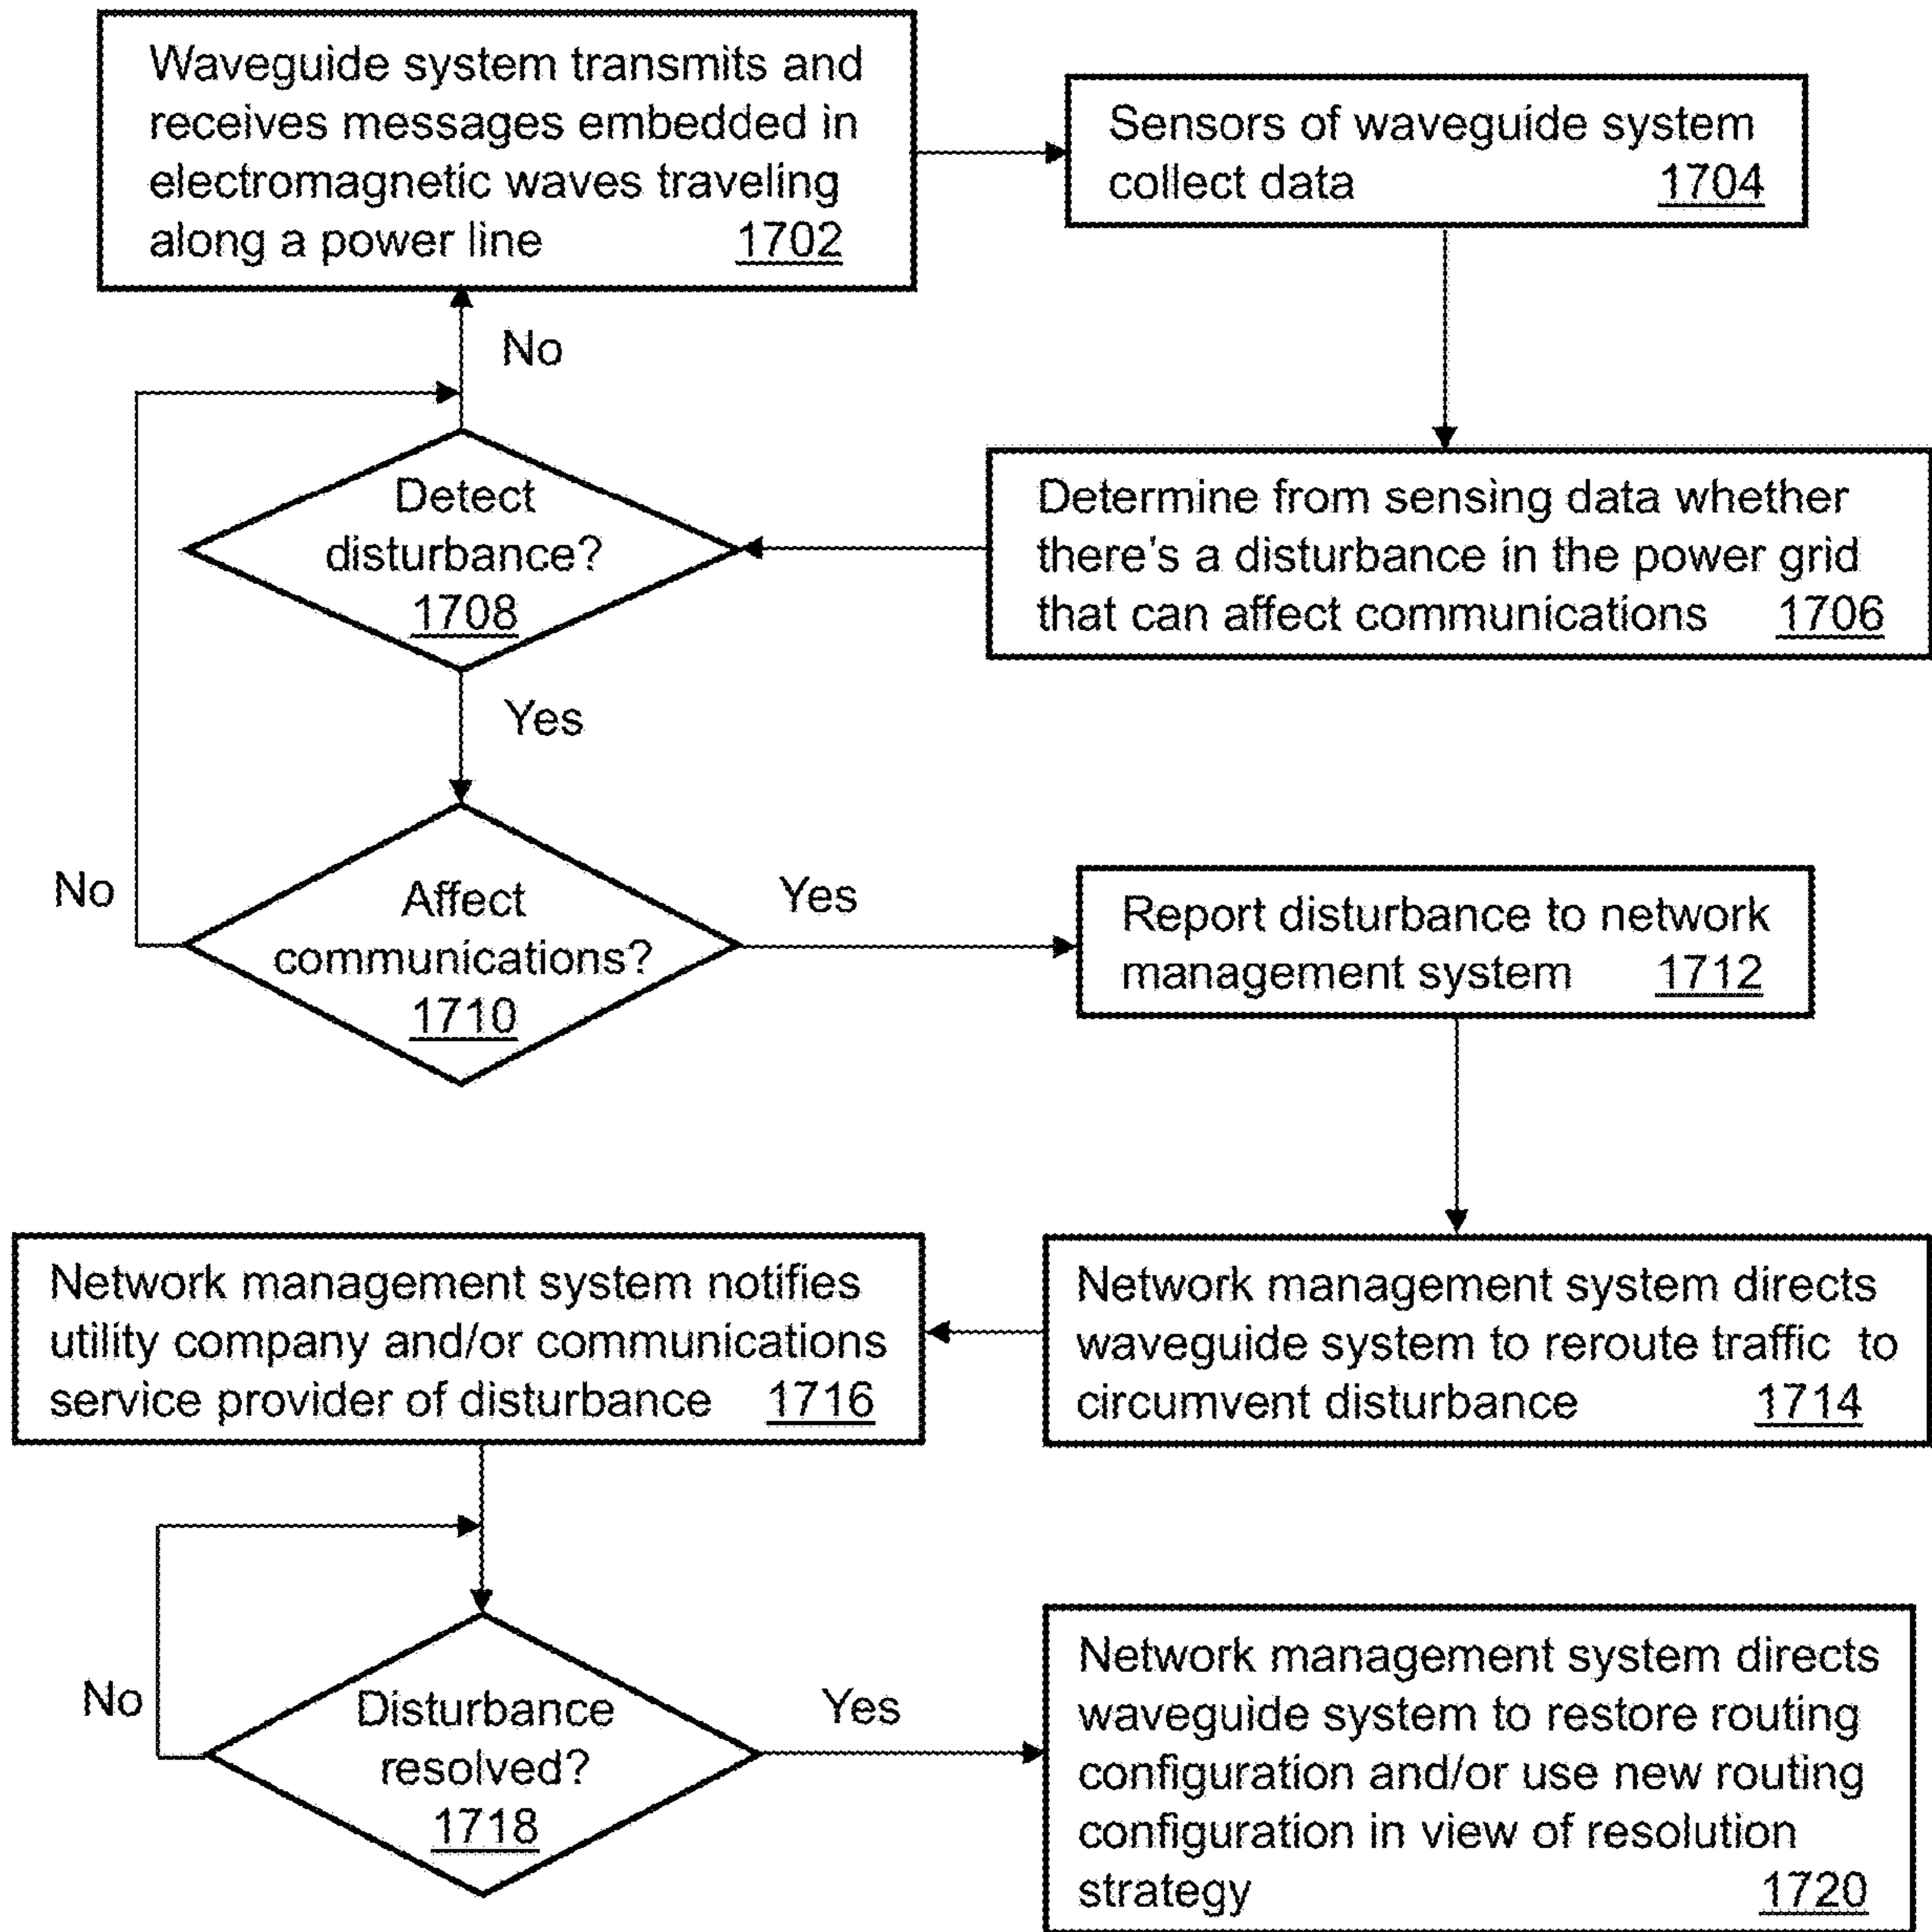 Waveguide system transmits and
receives messages embedded in
electromagnetic waves traveling
along a power line 1702
Sensors of waveguide system
collect data 1704
No
Detect
disturbance?
1708
Determine from sensing data whether
there's a disturbance in the power grid
that can affect communications 1706
Yes
No
Affect
communications?
1710
Yes
Report disturbance to network
management system 1712
Network management system notifies
utility company and/or communications
service provider of disturbance 1716
Network management system directs
waveguide system to reroute traffic to
circumvent disturbance 1714
No
Disturbance
resolved?
1718
Yes
Network management system directs
waveguide system to restore routing
configuration and/or use new routing
configuration in view of resolution
strategy 1720